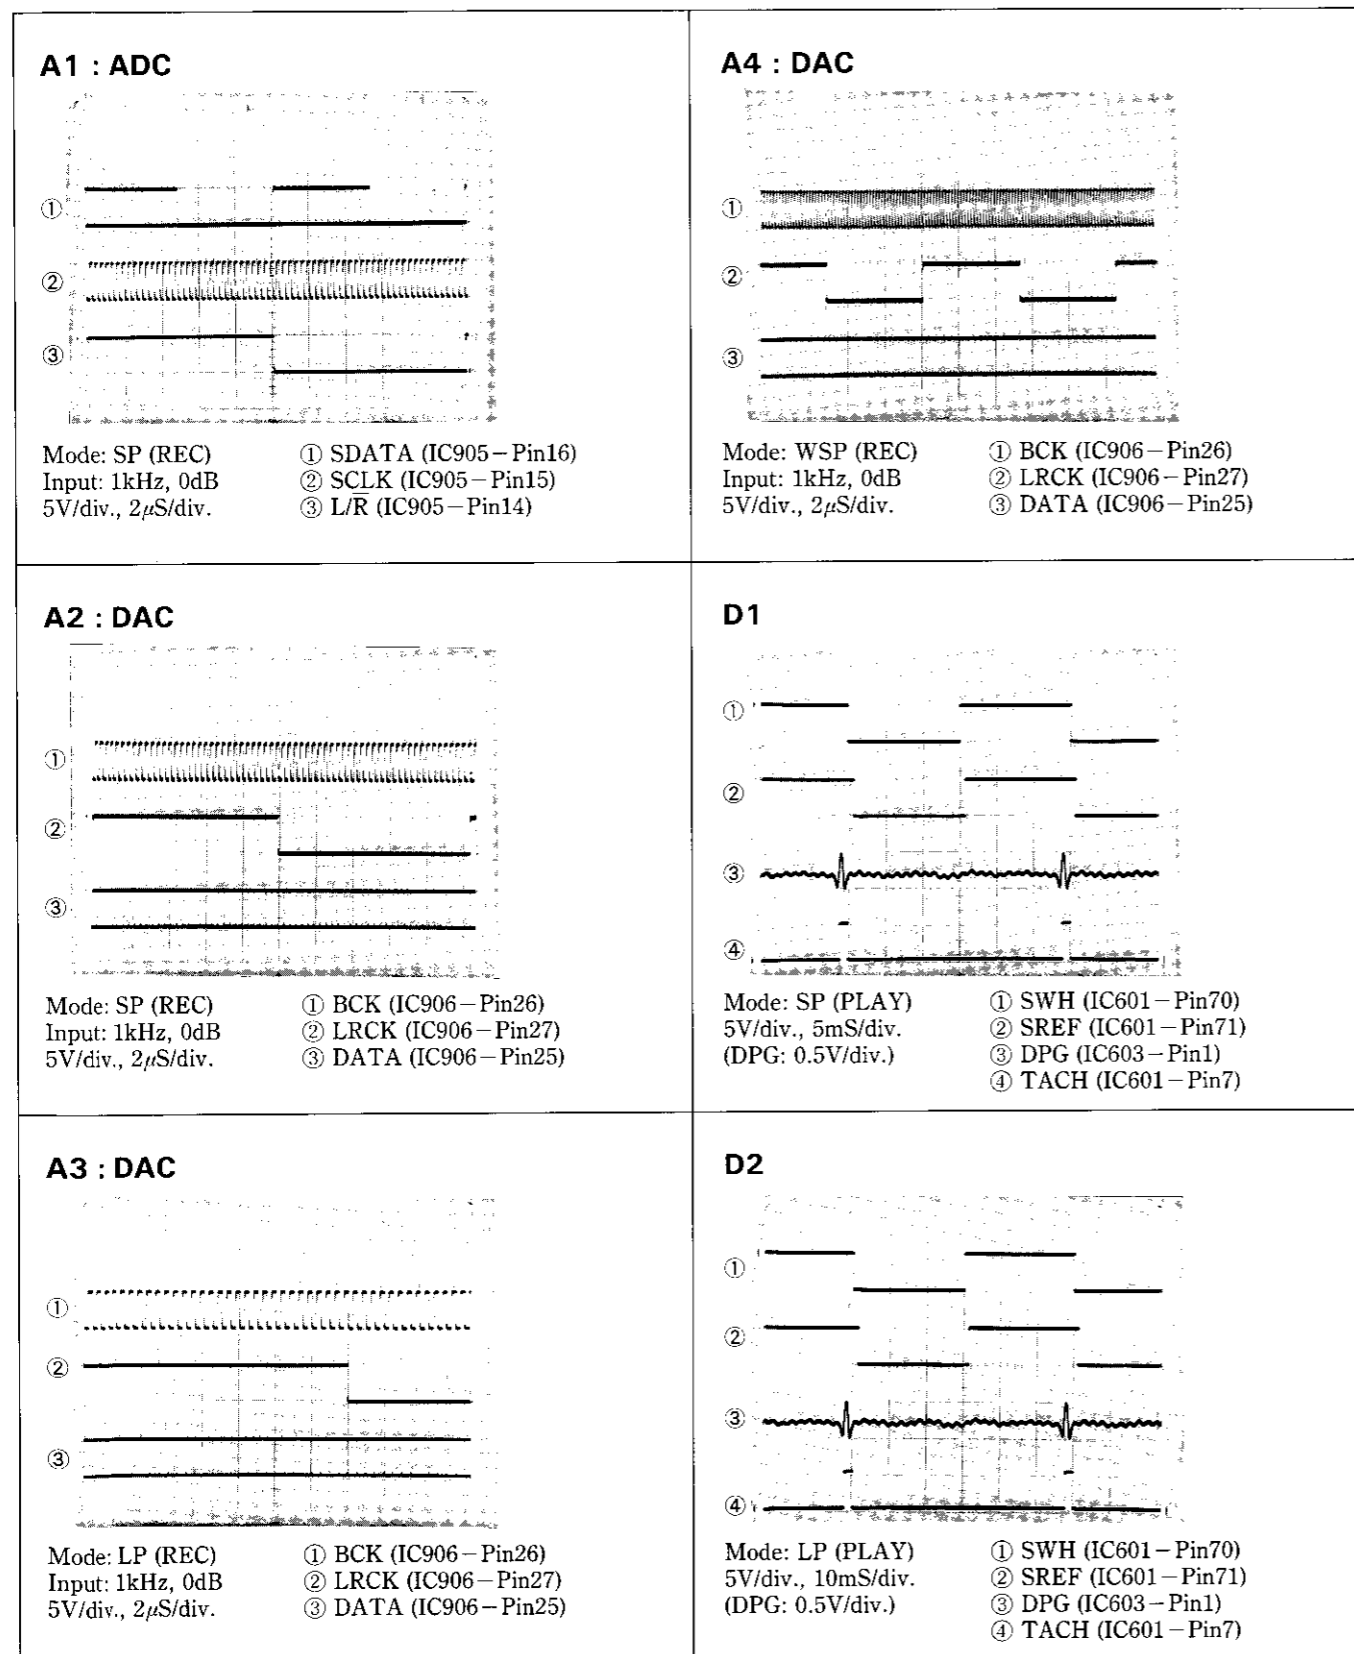 A1 : ADC
①
②
③
Mode: SP (REC)
Input: 1kHz, 0dB
5V/div., 2μS/div.
① SDATA (IC905−Pin16)
② SCLK (IC905−Pin15)
③ L/R̅ (IC905−Pin14)
A2 : DAC
①
②
③
Mode: SP (REC)
Input: 1kHz, 0dB
5V/div., 2μS/div.
① BCK (IC906−Pin26)
② LRCK (IC906−Pin27)
③ DATA (IC906−Pin25)
A3 : DAC
①
②
③
Mode: LP (REC)
Input: 1kHz, 0dB
5V/div., 2μS/div.
① BCK (IC906−Pin26)
② LRCK (IC906−Pin27)
③ DATA (IC906−Pin25)
A4 : DAC
①
②
③
Mode: WSP (REC)
Input: 1kHz, 0dB
5V/div., 2μS/div.
① BCK (IC906−Pin26)
② LRCK (IC906−Pin27)
③ DATA (IC906−Pin25)
D1
①
②
③
④
Mode: SP (PLAY)
5V/div., 5mS/div.
(DPG: 0.5V/div.)
① SWH (IC601−Pin70)
② SREF (IC601−Pin71)
③ DPG (IC603−Pin1)
④ TACH (IC601−Pin7)
D2
①
②
③
④
Mode: LP (PLAY)
5V/div., 10mS/div.
(DPG: 0.5V/div.)
① SWH (IC601−Pin70)
② SREF (IC601−Pin71)
③ DPG (IC603−Pin1)
④ TACH (IC601−Pin7)